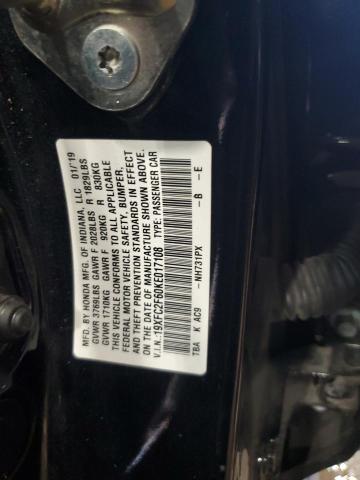 MFD. BY HONDA MFG. OF INDIANA, LLC 01/19
GVWR 3769LBS GAWR F 2028LBS R 1829LBS
GVWR 1710KG GAWR F 920KG R 830KG
THIS VEHICLE CONFORMS TO ALL APPLICABLE
FEDERAL MOTOR VEHICLE SAFETY, BUMPER,
AND THEFT PREVENTION STANDARDS IN EFFECT
ON THE DATE OF MANUFACTURE SHOWN ABOVE.
V.I.N.:19XFC2F60KE017108 TYPE: PASSENGER CAR
-NH731PX -B -E
TBA K AC9